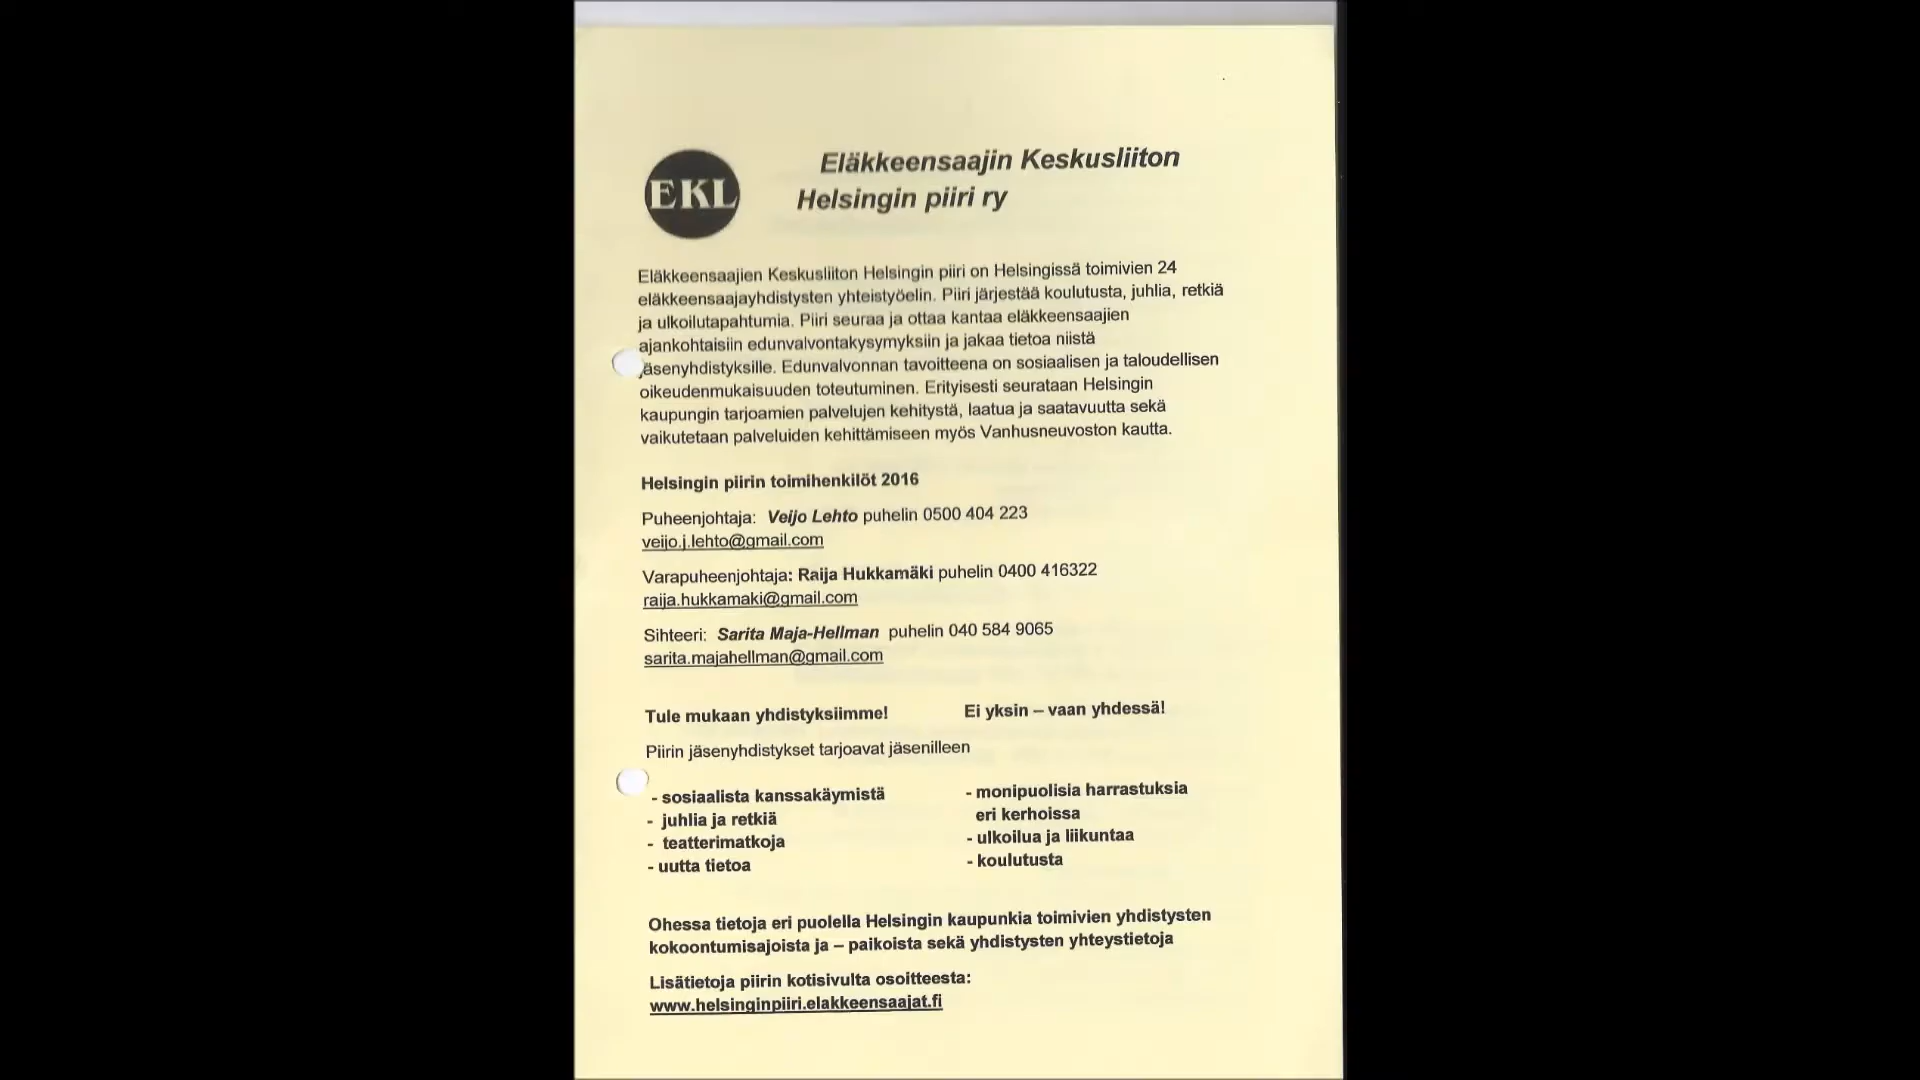 EKL
Eläkkeensaajin Keskusliiton
Helsingin piiri ry
Eläkkeensaajien Keskusliiton Helsingin piiri on Helsingissä toimivien 24
eläkkeensaajayhdistysten yhteistyöelin. Piiri järjestää koulutusta, juhlia, retkiä
ja ulkoilutapahtumia. Piiri seuraa ja ottaa kantaa eläkkeensaajien
ajankohtaisiin edunvalvontakysymyksiin ja jakaa tietoa niistä
jäsenyhdistyksille. Edunvalvonnan tavoitteena on sosiaalisen ja taloudellisen
oikeudenmukaisuuden toteutuminen. Erityisesti seurataan Helsingin
kaupungin tarjoamien palvelujen kehitystä, laatua ja saatavuutta sekä
vaikutetaan palveluiden kehittämiseen myös Vanhusneuvoston kautta.
Helsingin piirin toimihenkilöt 2016
Puheenjohtaja: Veijo Lehto puhelin 0500 404 223
veijo.j.lehto@gmail.com
Varapuheenjohtaja: Raija Hukkamäki puhelin 0400 416322
raija.hukkamaki@gmail.com
Sihteeri: Sarita Maja-Hellman puhelin 040 584 9065
sarita.majahellman@gmail.com
Tule mukaan yhdistyksiimme! Ei yksin – vaan yhdessä!
Piirin jäsenyhdistykset tarjoavat jäsenilleen
- sosiaalista kanssakäymistä
- juhlia ja retkiä
- teatterimatkoja
- uutta tietoa
- monipuolisia harrastuksia
eri kerhoissa
- ulkoilua ja liikuntaa
- koulutusta
Ohessa tietoja eri puolella Helsingin kaupunkia toimivien yhdistysten
kokoontumisajoista ja – paikoista sekä yhdistysten yhteystietoja
Lisätietoja piirin kotisivulta osoitteesta:
www.helsinginpiiri.elakkeensaajat.fi